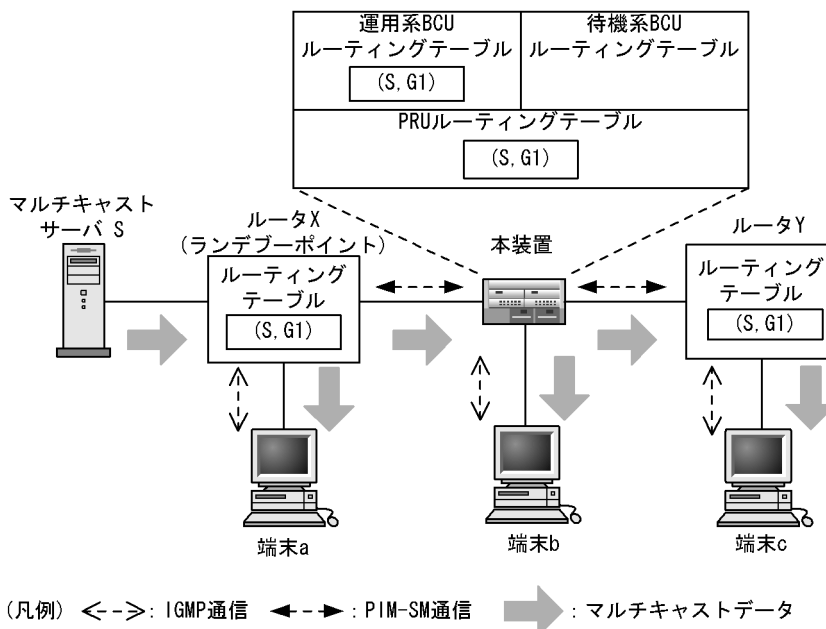 運用系BCU
ルーティングテーブル
(S, G1)
待機系BCU
ルーティングテーブル
PRUルーティングテーブル
(S, G1)
マルチキャスト
サーバ S
ルータX
(ランデブーポイント)
ルーティング
テーブル
(S, G1)
本装置
ルータY
ルーティング
テーブル
(S, G1)
端末a
端末b
端末c
(凡例) : IGMP通信 : PIM-SM通信 : マルチキャストデータ